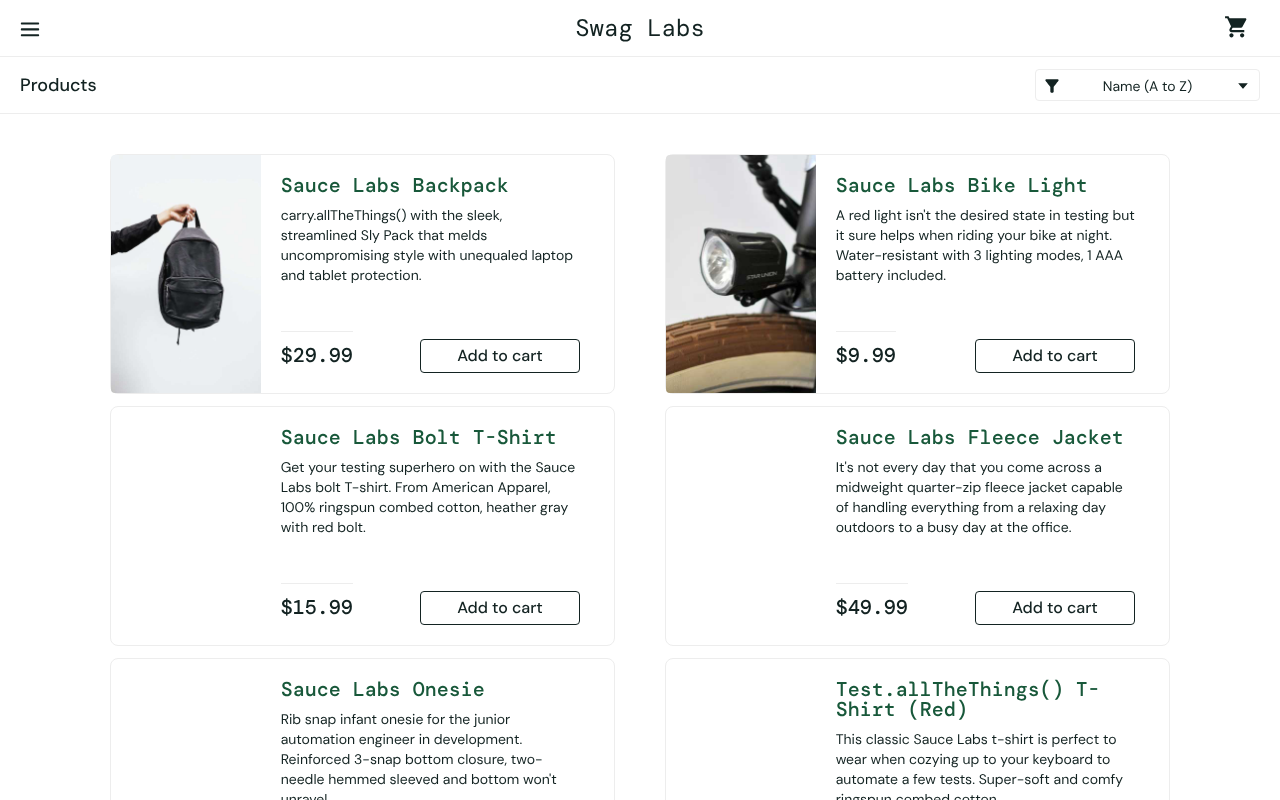 Swag Labs
Products
Name (A to Z)
Sauce Labs Backpack
carry.allTheThings() with the sleek,
streamlined Sly Pack that melds
uncompromising style with unequaled laptop
and tablet protection.
$29.99
Add to cart
Sauce Labs Bike Light
A red light isn't the desired state in testing but
it sure helps when riding your bike at night.
Water-resistant with 3 lighting modes, 1 AAA
battery included.
$9.99
Add to cart
Sauce Labs Bolt T-Shirt
Get your testing superhero on with the Sauce
Labs bolt T-shirt. From American Apparel,
100% ringspun combed cotton, heather gray
with red bolt.
$15.99
Add to cart
Sauce Labs Fleece Jacket
It's not every day that you come across a
midweight quarter-zip fleece jacket capable
of handling everything from a relaxing day
outdoors to a busy day at the office.
$49.99
Add to cart
Sauce Labs Onesie
Rib snap infant onesie for the junior
automation engineer in development.
Reinforced 3-snap bottom closure, two-
needle hemmed sleeved and bottom won't
unravel.
Test.allTheThings() T-
Shirt (Red)
This classic Sauce Labs t-shirt is perfect to
wear when cozying up to your keyboard to
automate a few tests. Super-soft and comfy
ringspun combed cotton.